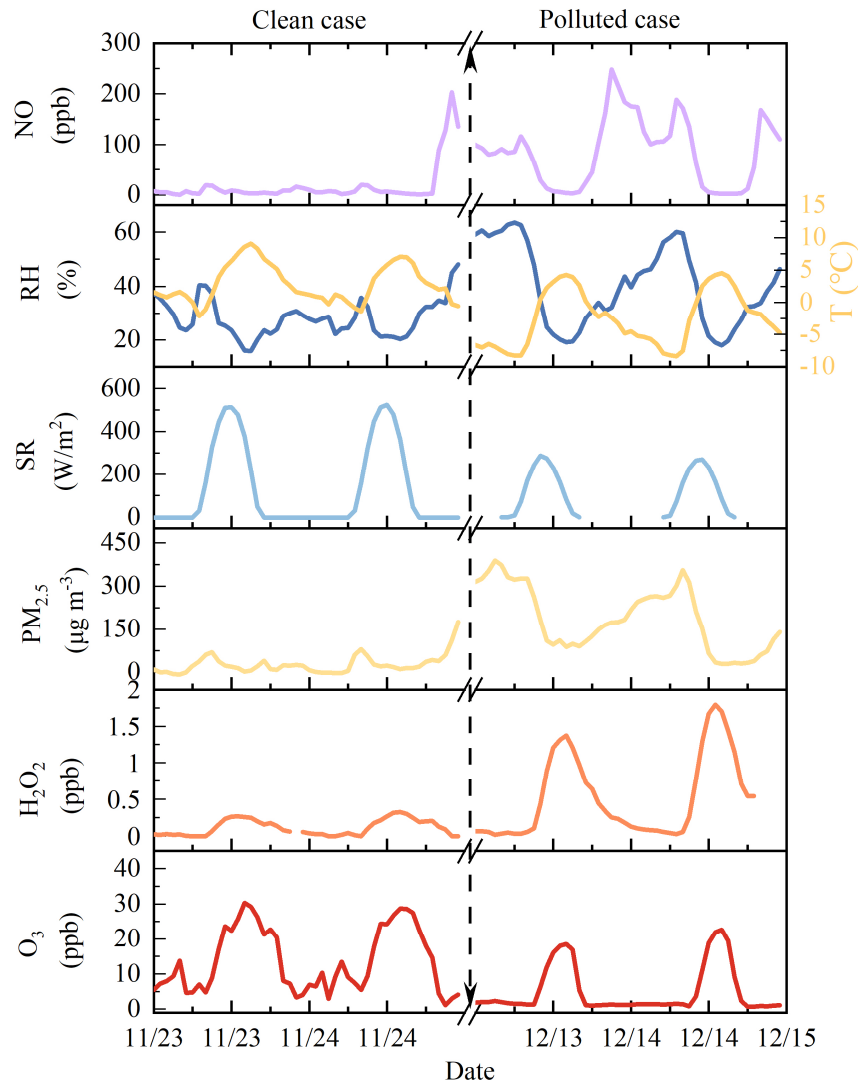 Clean case Polluted case
NO
(ppb)
300
200
100
0
RH
(%)
60
40
20
T (°C)
15
10
5
0
-5
-10
SR
(W/m²)
600
400
200
0
PM₂.₅
(μg m⁻³)
450
300
150
0
H₂O₂
(ppb)
2
1.5
1
0.5
0
O₃
(ppb)
40
30
20
10
0
11/23 11/23 11/24 11/24 12/13 12/14 12/14 12/15
Date